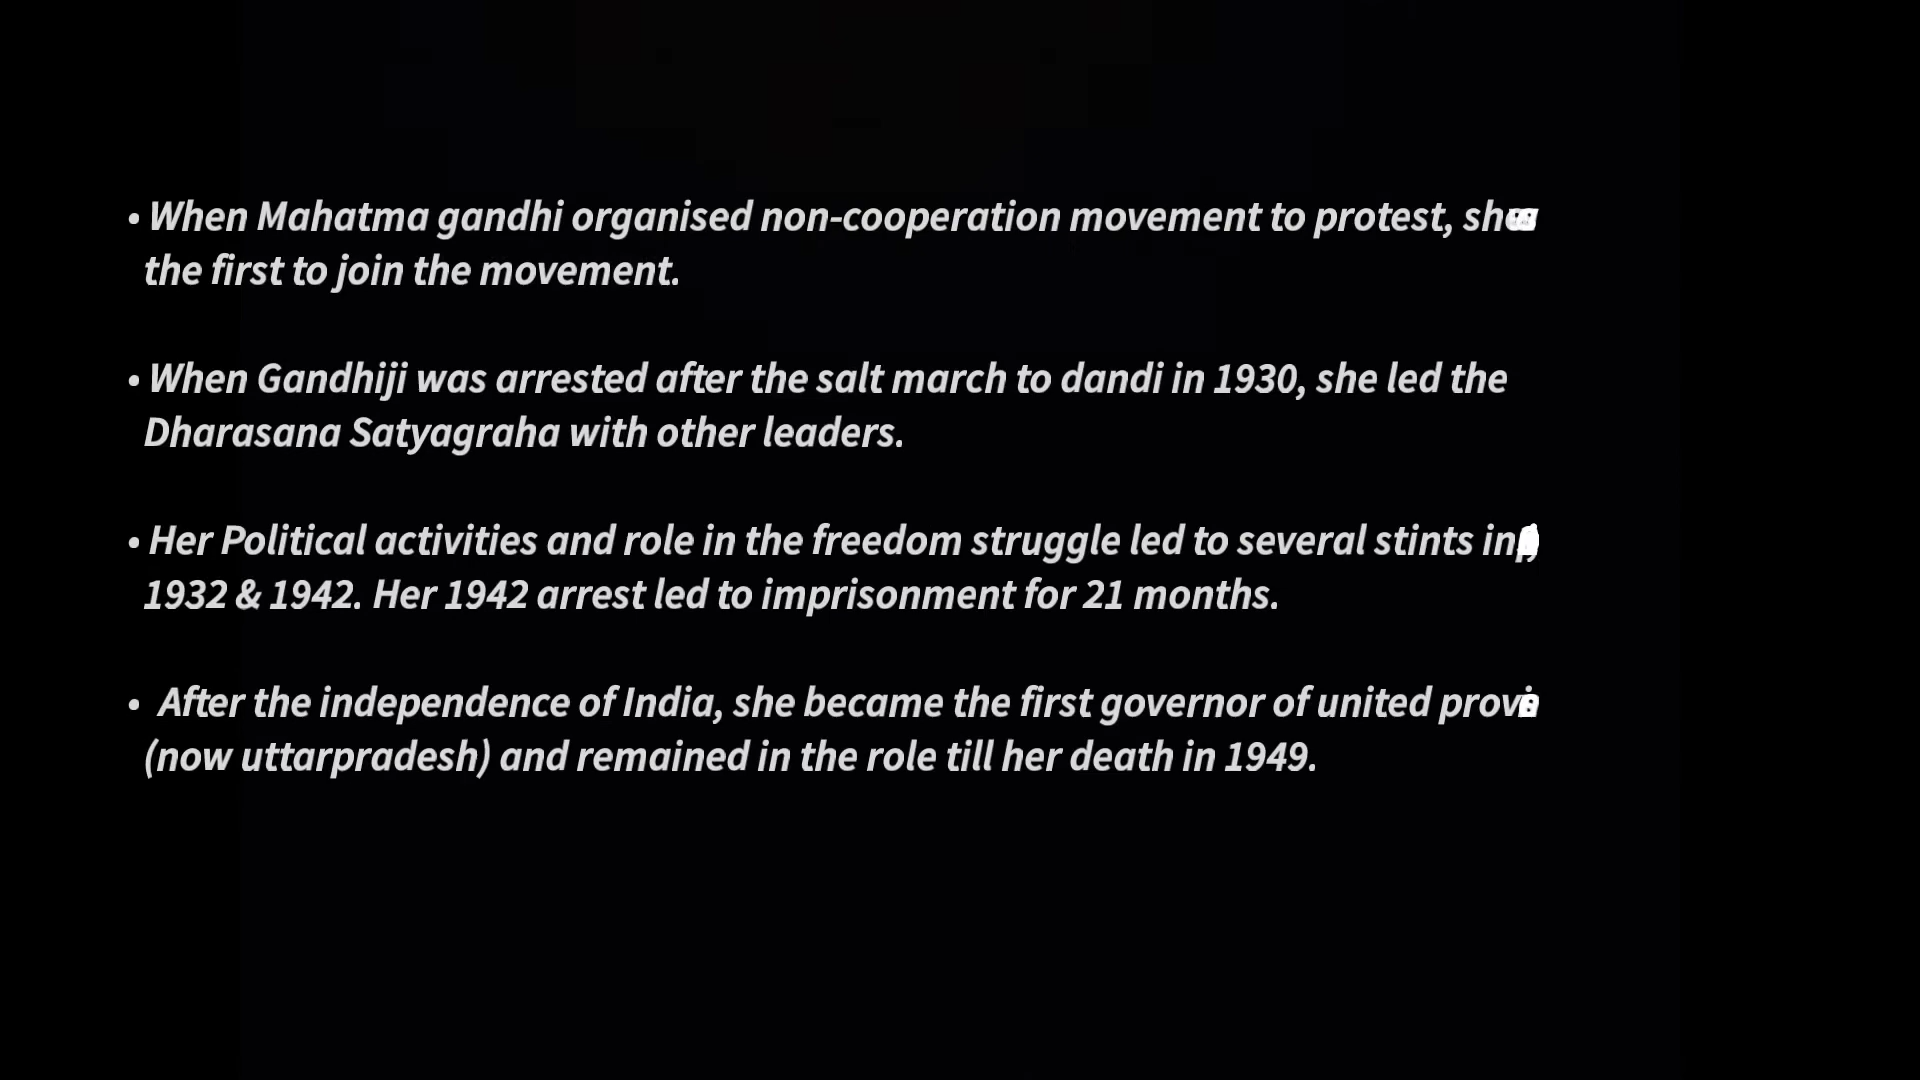 • When Mahatma gandhi organised non-cooperation movement to protest, she
the first to join the movement.
• When Gandhiji was arrested after the salt march to dandi in 1930, she led the
Dharasana Satyagraha with other leaders.
• Her Political activities and role in the freedom struggle led to several stints in
1932 & 1942. Her 1942 arrest led to imprisonment for 21 months.
• After the independence of India, she became the first governor of united
(now uttarpradesh) and remained in the role till her death in 1949.